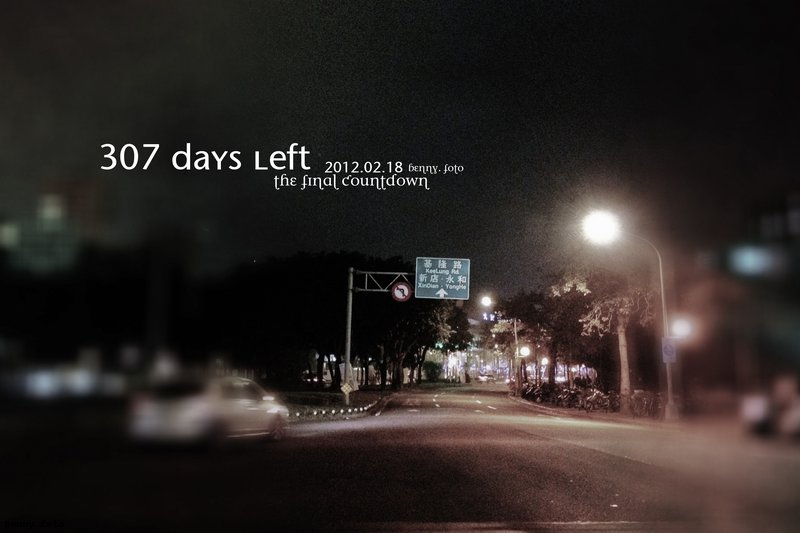 307 days Left
2012.02.18 benny. foto
the final countdown
基隆路
KeeLung Rd
新店·永和
XinDian · YongHe